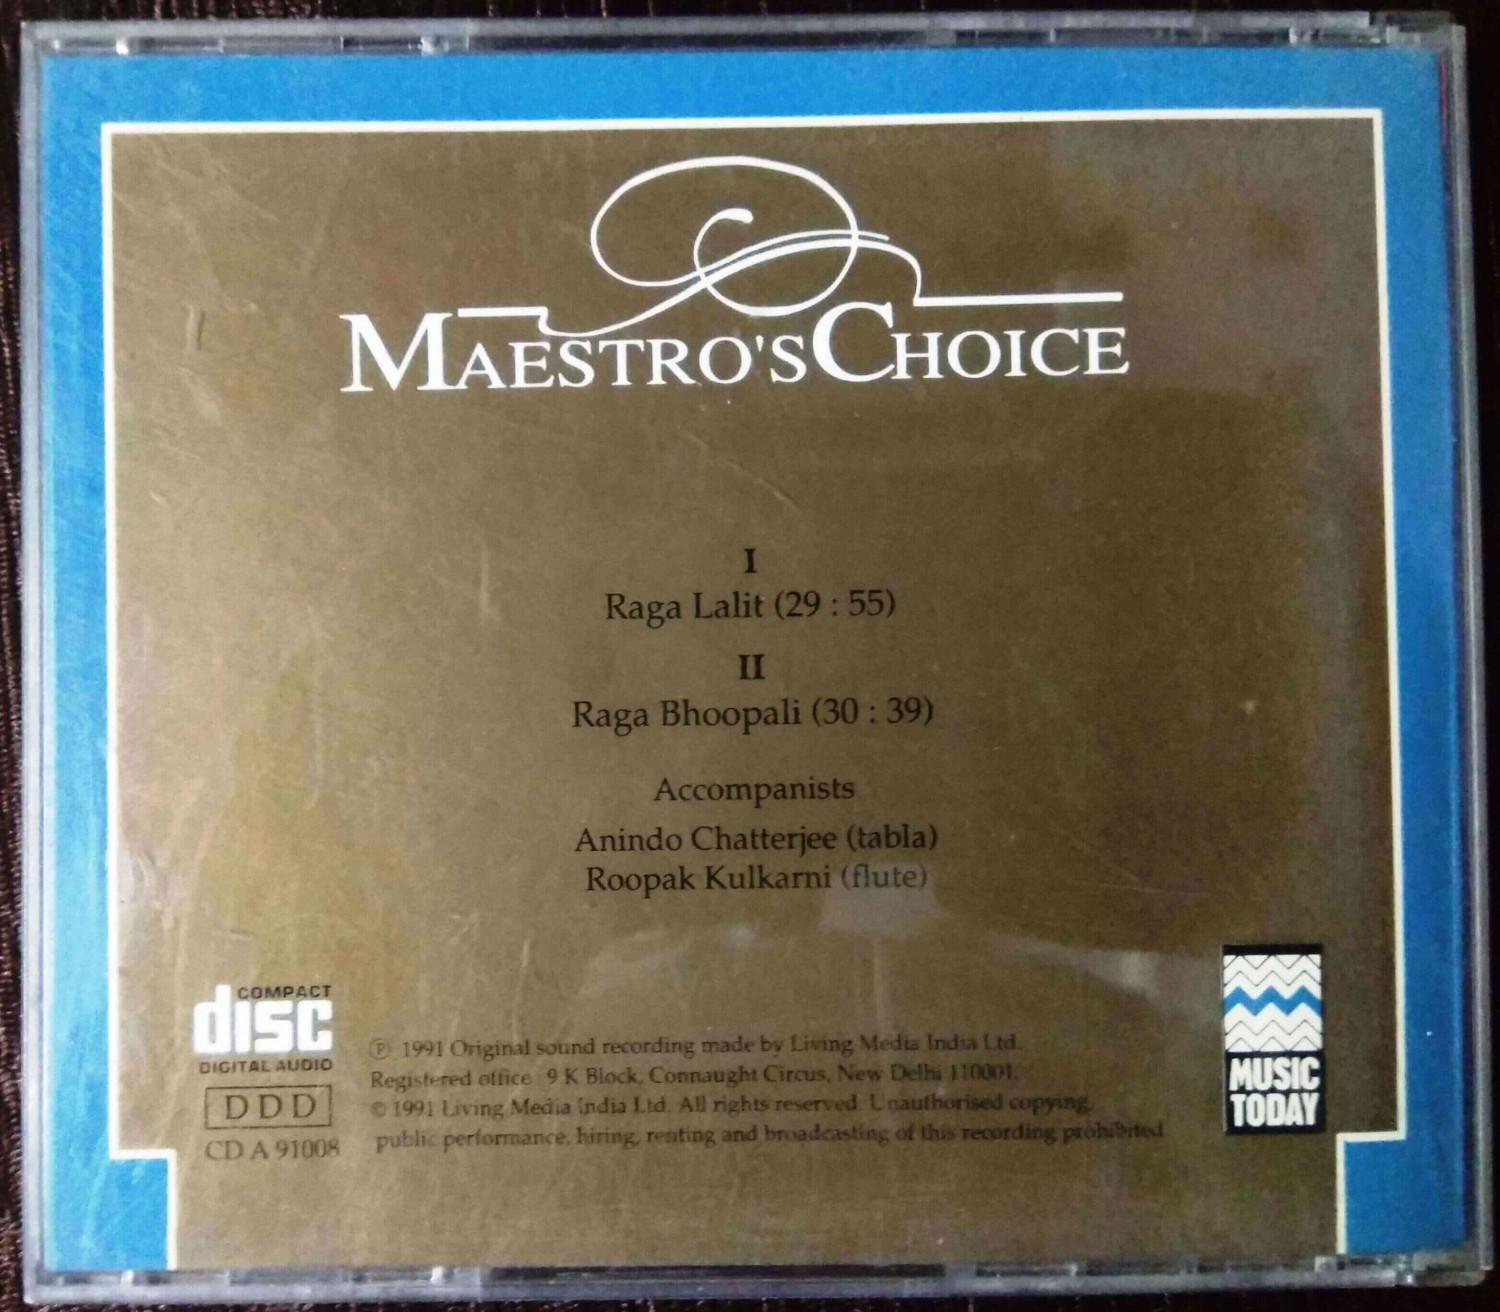 MAESTRO'S CHOICE
I
Raga Lalit (29 : 55)
II
Raga Bhoopali (30 : 39)
Accompanists
Anindo Chatterjee (tabla)
Roopak Kulkarni (flute)
COMPACT
disc
DIGITAL AUDIO
DDD
CD A 91008
℗ 1991 Original sound recording made by Living Media India Ltd.
Registered office : 9 K Block, Connaught Circus, New Delhi 110001.
© 1991 Living Media India Ltd. All rights reserved. Unauthorised copying,
public performance, hiring, renting and broadcasting of this recording prohibited
MUSIC
TODAY